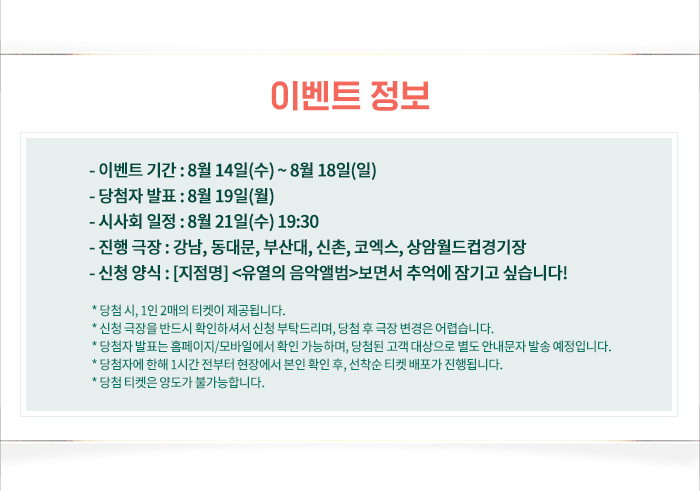 이벤트 정보
- 이벤트 기간 : 8월 14일(수) ~ 8월 18일(일)
- 당첨자 발표 : 8월 19일(월)
- 시사회 일정 : 8월 21일(수) 19:30
- 진행 극장 : 강남, 동대문, 부산대, 신촌, 코엑스, 상암월드컵경기장
- 신청 양식 : [지점명] <유열의 음악앨범>보면서 추억에 잠기고 싶습니다!
* 당첨 시, 1인 2매의 티켓이 제공됩니다.
* 신청 극장을 반드시 확인하셔서 신청 부탁드리며, 당첨 후 극장 변경은 어렵습니다.
* 당첨자 발표는 홈페이지/모바일에서 확인 가능하며, 당첨된 고객 대상으로 별도 안내문자 발송 예정입니다.
* 당첨자에 한해 1시간 전부터 현장에서 본인 확인 후, 선착순 티켓 배포가 진행됩니다.
* 당첨 티켓은 양도가 불가능합니다.